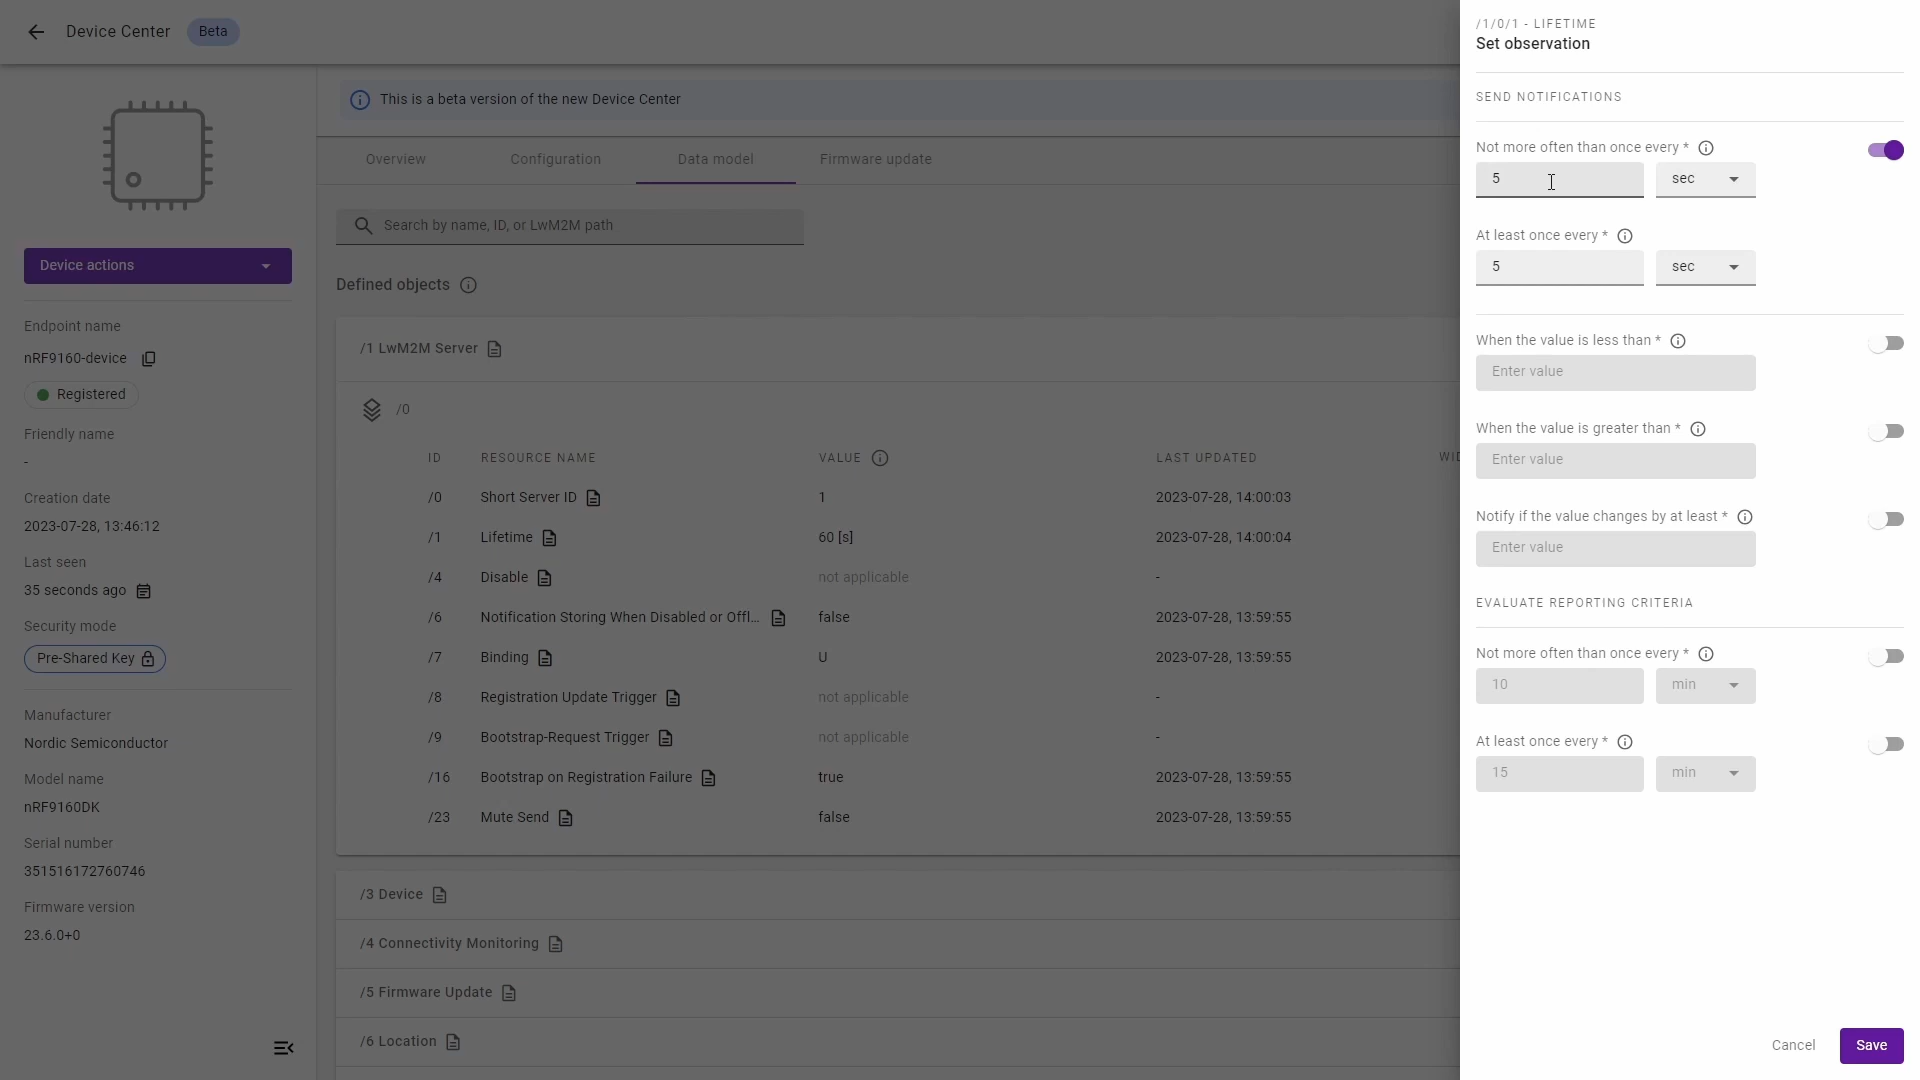 Device Center Beta
This is a beta version of the new Device Center
Overview Configuration Data model Firmware update
Search by name, ID, or LwM2M path
Device actions
Endpoint name
nRF9160-device
Registered
Friendly name
-
Creation date
2023-07-28, 13:46:12
Last seen
35 seconds ago
Security mode
Pre-Shared Key
Manufacturer
Nordic Semiconductor
Model name
nRF9160DK
Serial number
351516172760746
Firmware version
23.6.0+0
Defined objects
/1 LwM2M Server
/0
ID RESOURCE NAME VALUE LAST UPDATED
/0 Short Server ID 1 2023-07-28, 14:00:03
/1 Lifetime 60 [s] 2023-07-28, 14:00:04
/4 Disable not applicable -
/6 Notification Storing When Disabled or Offl... false 2023-07-28, 13:59:55
/7 Binding U 2023-07-28, 13:59:55
/8 Registration Update Trigger not applicable -
/9 Bootstrap-Request Trigger not applicable -
/16 Bootstrap on Registration Failure true 2023-07-28, 13:59:55
/23 Mute Send false 2023-07-28, 13:59:55
/3 Device
/4 Connectivity Monitoring
/5 Firmware Update
/6 Location
/1/0/1 - LIFETIME
Set observation
SEND NOTIFICATIONS
Not more often than once every *
5 sec
At least once every *
5 sec
When the value is less than *
Enter value
When the value is greater than *
Enter value
Notify if the value changes by at least *
Enter value
EVALUATE REPORTING CRITERIA
Not more often than once every *
10 min
At least once every *
15 min
Cancel Save